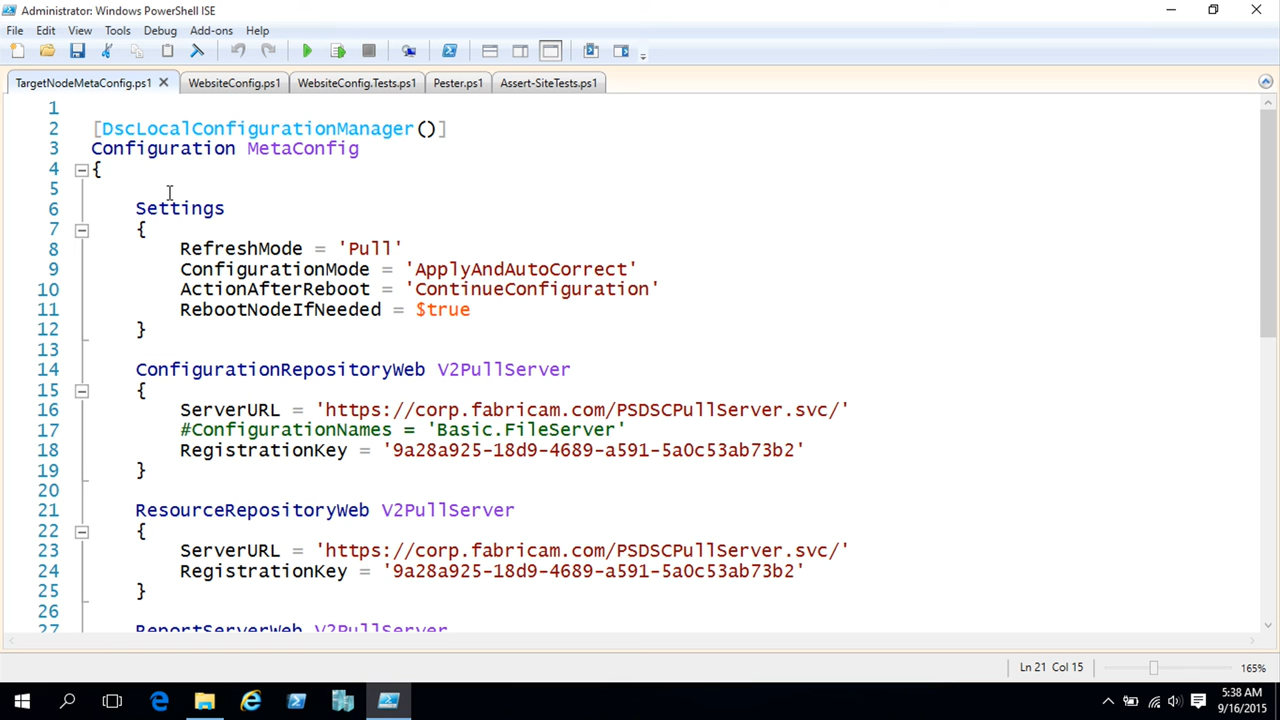 Administrator: Windows PowerShell ISE
File Edit View Tools Debug Add-ons Help
TargetNodeMetaConfig.ps1 WebsiteConfig.ps1 WebsiteConfig.Tests.ps1 Pester.ps1 Assert-SiteTests.ps1
1
2 [DscLocalConfigurationManager()]
3 Configuration MetaConfig
4 {
5
6 Settings
7 {
8 RefreshMode = 'Pull'
9 ConfigurationMode = 'ApplyAndAutoCorrect'
10 ActionAfterReboot = 'ContinueConfiguration'
11 RebootNodeIfNeeded = $true
12 }
13
14 ConfigurationRepositoryWeb V2PullServer
15 {
16 ServerURL = 'https://corp.fabricam.com/PSDSCPullServer.svc/'
17 #ConfigurationNames = 'Basic.FileServer'
18 RegistrationKey = '9a28a925-18d9-4689-a591-5a0c53ab73b2'
19 }
20
21 ResourceRepositoryWeb V2PullServer
22 {
23 ServerURL = 'https://corp.fabricam.com/PSDSCPullServer.svc/'
24 RegistrationKey = '9a28a925-18d9-4689-a591-5a0c53ab73b2'
25 }
26
27 ReportServerWeb V2PullServer
Ln 21 Col 15 165%
5:38 AM
9/16/2015